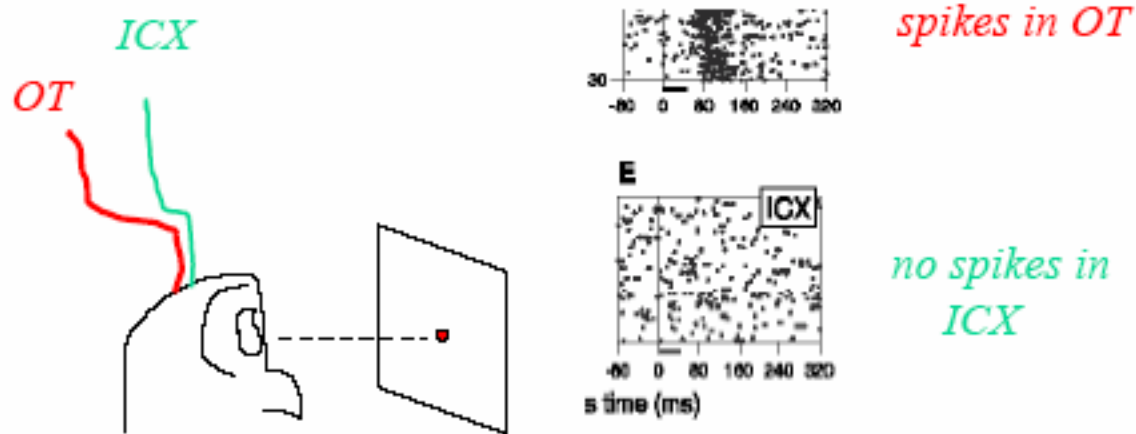 ICX
OT
30
-80 0 80 160 240 320
spikes in OT
E
ICX
-80 0 80 160 240 320
s time (ms)
no spikes in
ICX